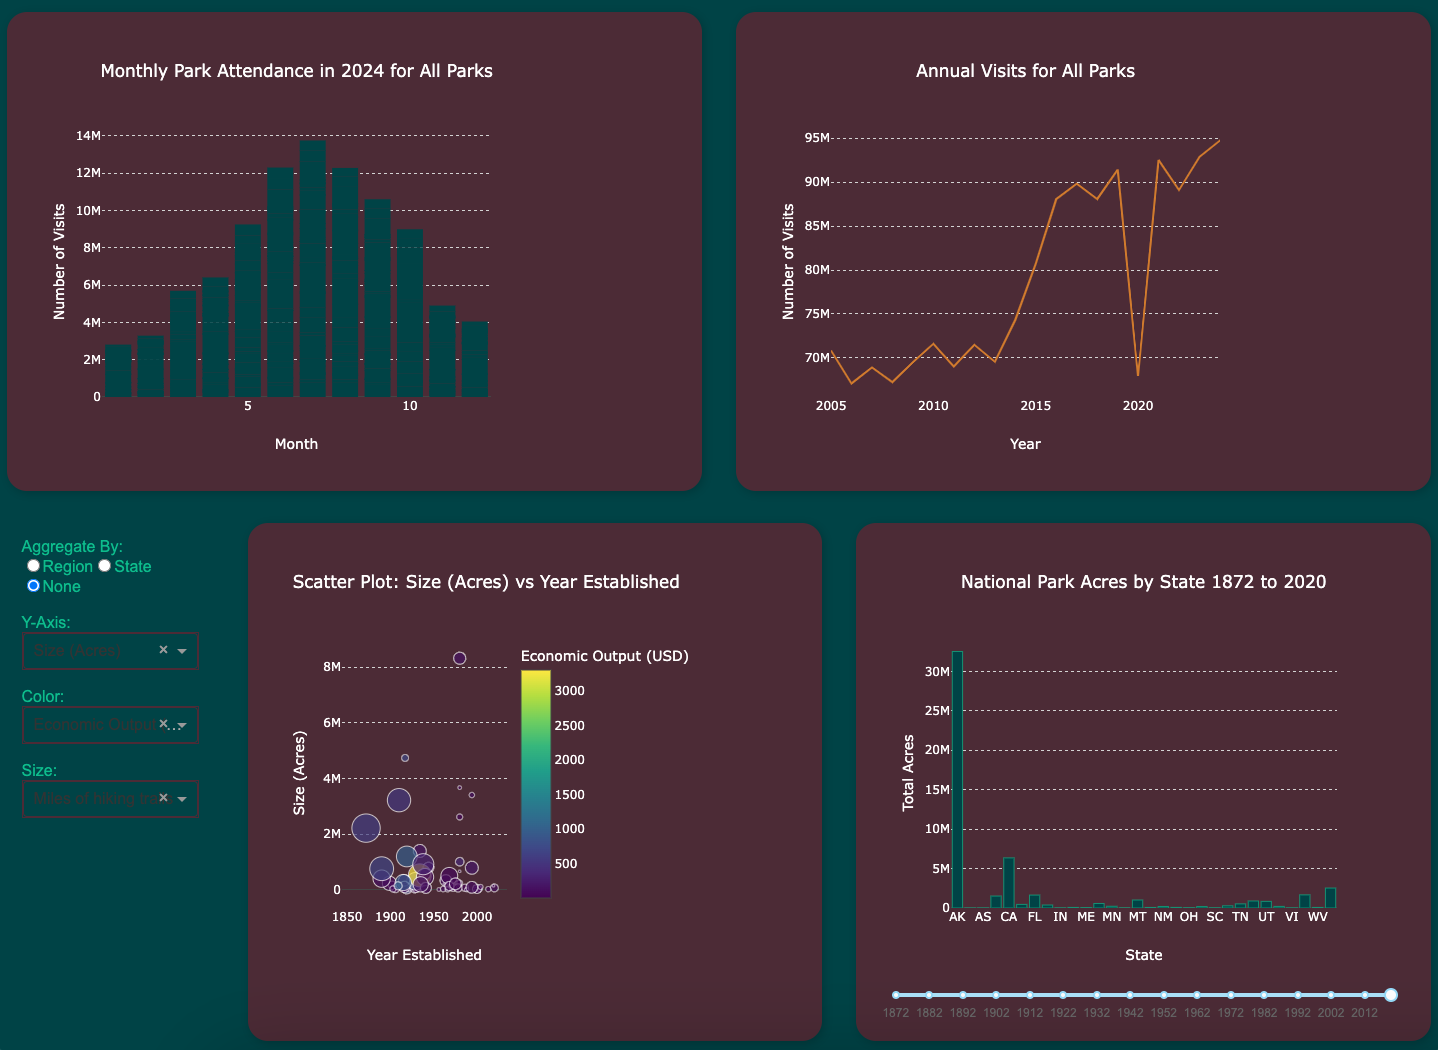 Monthly Park Attendance in 2024 for All Parks
14M
12M
10M
8M
6M
4M
2M
0
Number of Visits
5 10
Month
Annual Visits for All Parks
95M
90M
85M
80M
75M
70M
Number of Visits
2005 2010 2015 2020
Year
Aggregate By:
Region State
None
Y-Axis:
Size (Acres) ×
Color:
Economic Output × ...
Size:
Miles of hiking ×
Scatter Plot: Size (Acres) vs Year Established
8M
6M
4M
2M
0
Size (Acres)
1850 1900 1950 2000
Year Established
Economic Output (USD)
3000
2500
2000
1500
1000
500
National Park Acres by State 1872 to 2020
30M
25M
20M
15M
10M
5M
0
Total Acres
AK AS CA FL IN ME MN MT NM OH SC TN UT VI WV
State
1872 1882 1892 1902 1912 1922 1932 1942 1952 1962 1972 1982 1992 2002 2012